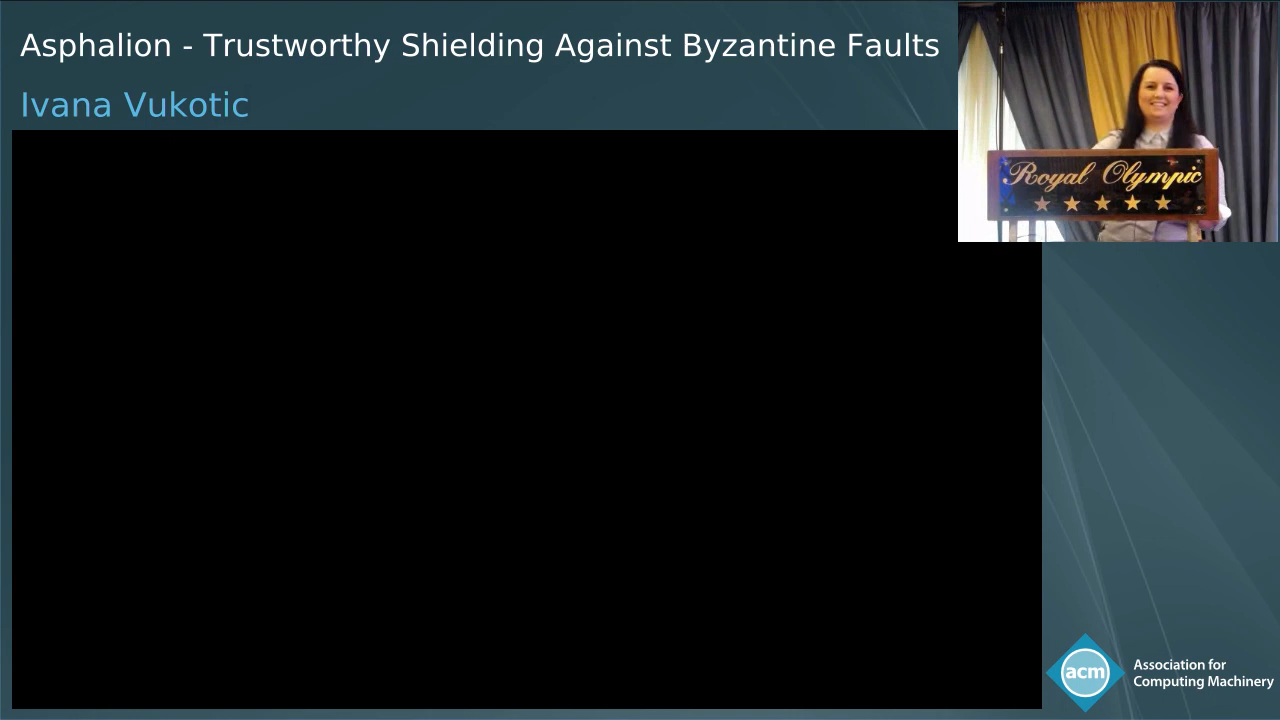 Asphalion - Trustworthy Shielding Against Byzantine Faults
Ivana Vukotic
Royal Olympic
acm
Association for
Computing Machinery